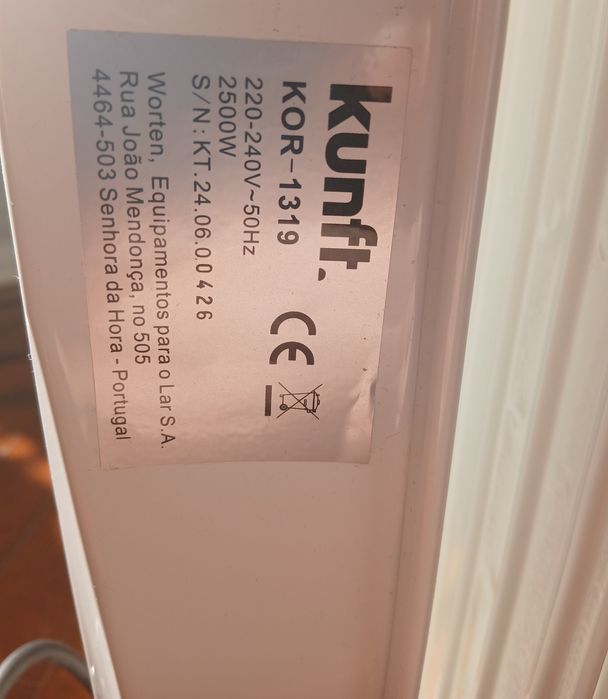 kunft.
KOR-1319
220-240V~50Hz
2500W
S/N:KT.24.06.00426
CE
Worten, Equipamentos para o Lar S.A.
Rua João Mendonça, no 505
4464-503 Senhora da Hora - Portugal